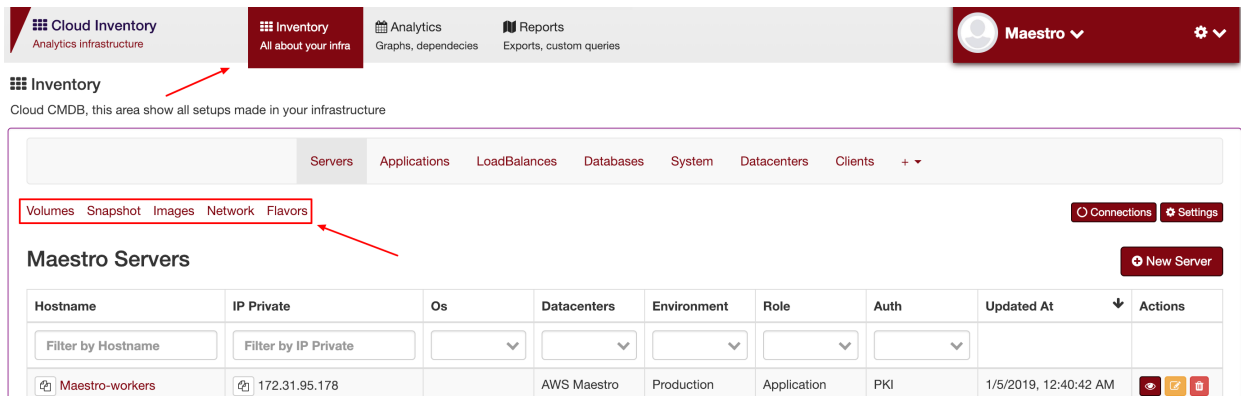 Cloud Inventory
Analytics infrastructure
Inventory
All about your infra
Analytics
Graphs, dependecies
Reports
Exports, custom queries
Maestro
Inventory
Cloud CMDB, this area show all setups made in your infrastructure
Servers Applications LoadBalances Databases System Datacenters Clients +
Volumes Snapshot Images Network Flavors
Connections Settings
Maestro Servers
New Server
Hostname IP Private Os Datacenters Environment Role Auth Updated At Actions
Filter by Hostname Filter by IP Private
Maestro-workers 172.31.95.178 AWS Maestro Production Application PKI 1/5/2019, 12:40:42 AM